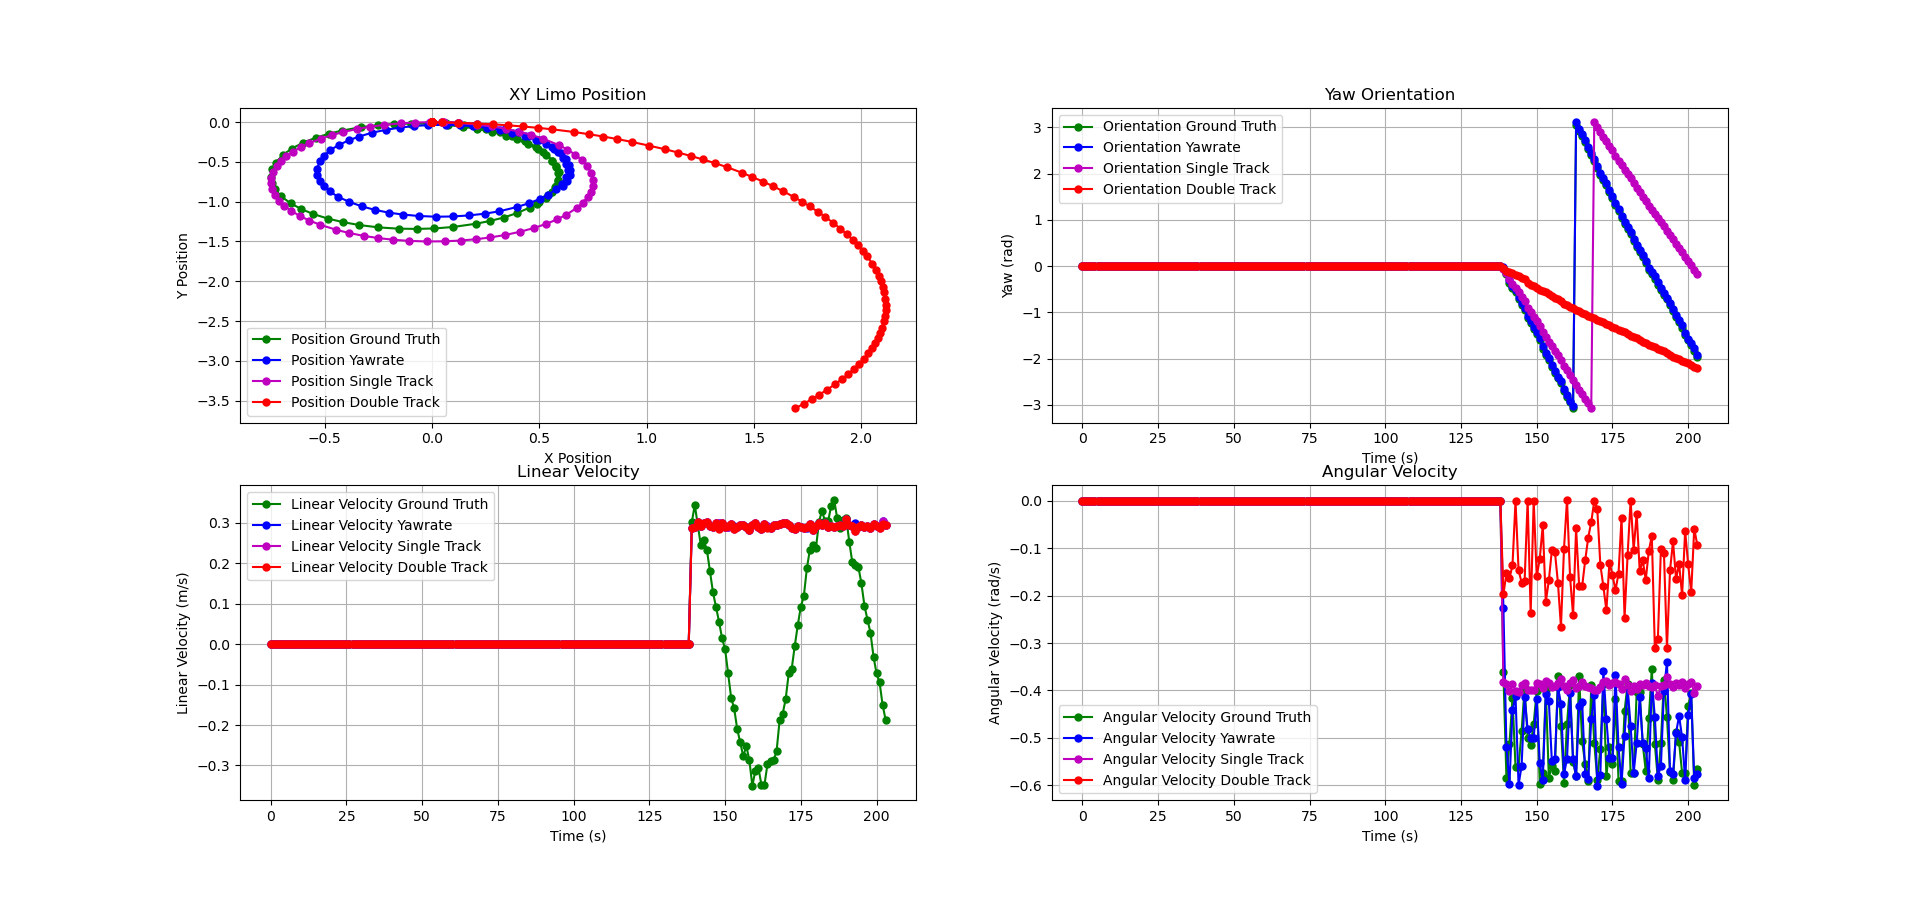 XY Limo Position
0.0
−0.5
−1.0
−1.5
−2.0
−2.5
−3.0
−3.5
Y Position
Position Ground Truth
Position Yawrate
Position Single Track
Position Double Track
−0.5
0.0
0.5
1.0
1.5
2.0
X Position
Yaw Orientation
3
2
1
0
−1
−2
−3
Yaw (rad)
Orientation Ground Truth
Orientation Yawrate
Orientation Single Track
Orientation Double Track
0
25
50
75
100
125
150
175
200
Time (s)
Linear Velocity
0.3
0.2
0.1
0.0
−0.1
−0.2
−0.3
Linear Velocity (m/s)
Linear Velocity Ground Truth
Linear Velocity Yawrate
Linear Velocity Single Track
Linear Velocity Double Track
0
25
50
75
100
125
150
175
200
Time (s)
Angular Velocity
0.0
−0.1
−0.2
−0.3
−0.4
−0.5
−0.6
Angular Velocity (rad/s)
Angular Velocity Ground Truth
Angular Velocity Yawrate
Angular Velocity Single Track
Angular Velocity Double Track
0
25
50
75
100
125
150
175
200
Time (s)